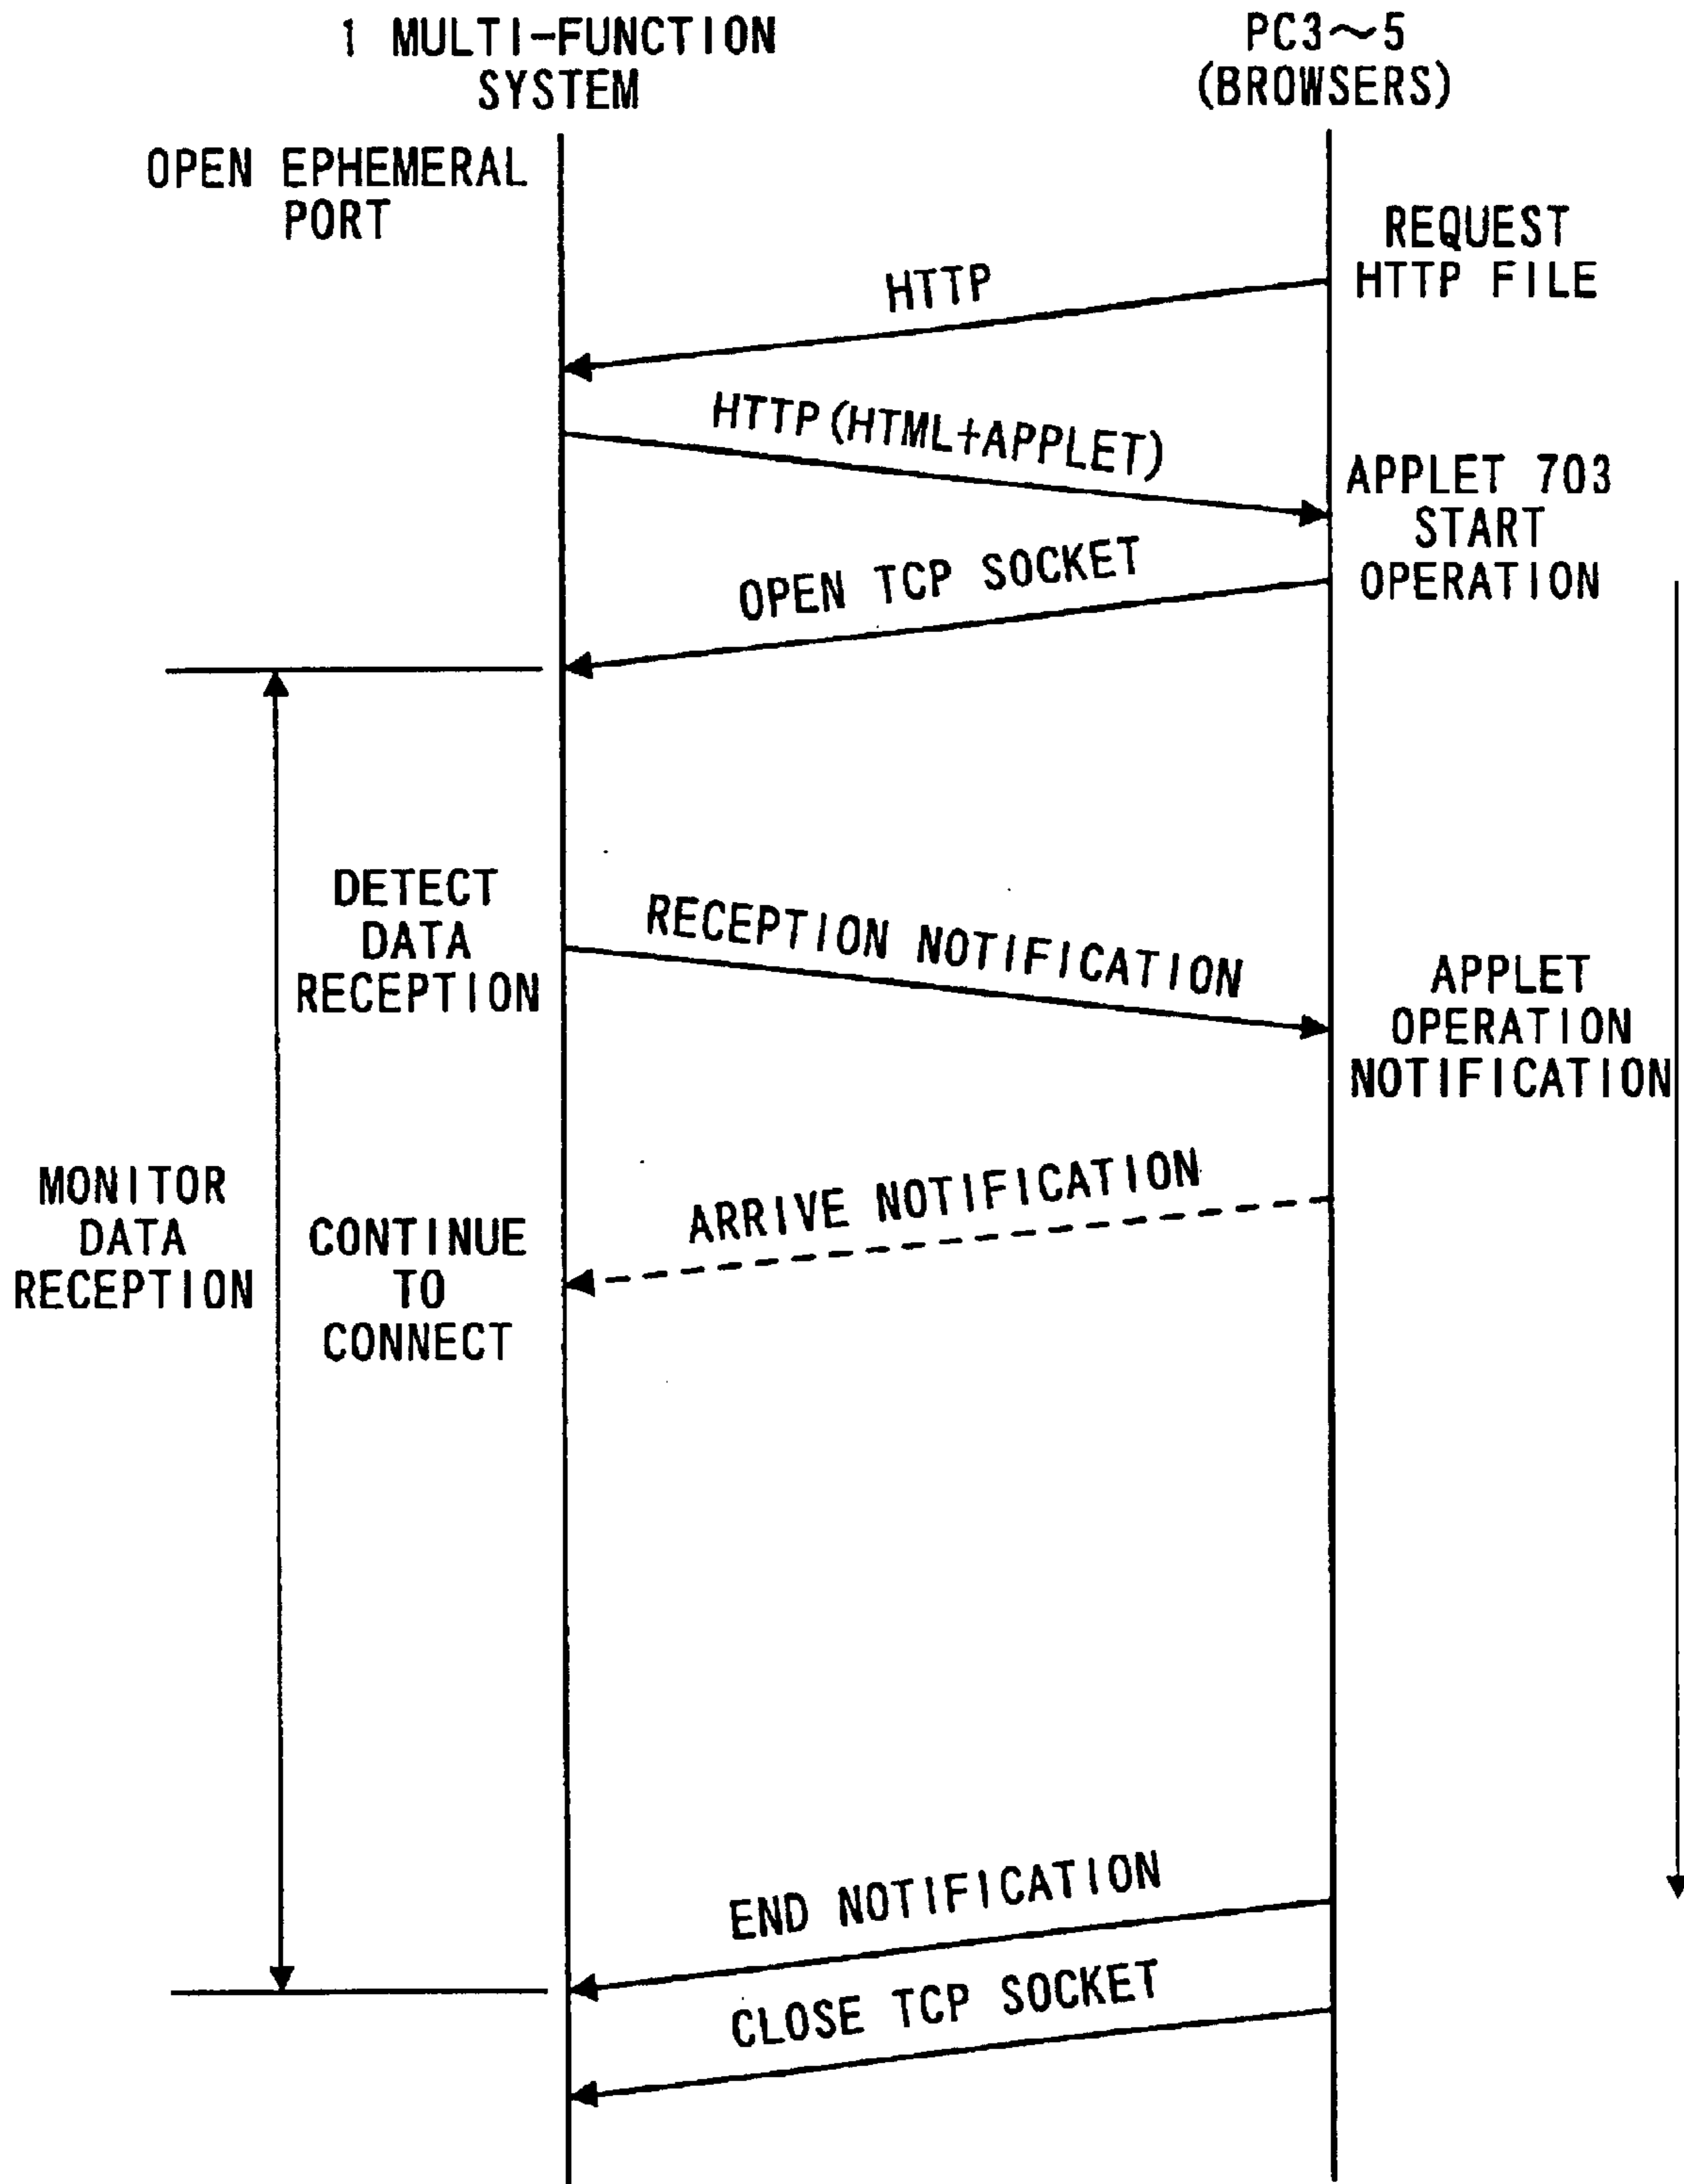 1 MULTI-FUNCTION
SYSTEM
PC3～5
(BROWSERS)
OPEN EPHEMERAL
PORT
REQUEST
HTTP FILE
HTTP
HTTP(HTML+APPLET)
APPLET 703
START
OPERATION
OPEN TCP SOCKET
DETECT
DATA
RECEPTION
RECEPTION NOTIFICATION
APPLET
OPERATION
NOTIFICATION
MONITOR
DATA
RECEPTION
CONTINUE
TO
CONNECT
ARRIVE NOTIFICATION
END NOTIFICATION
CLOSE TCP SOCKET